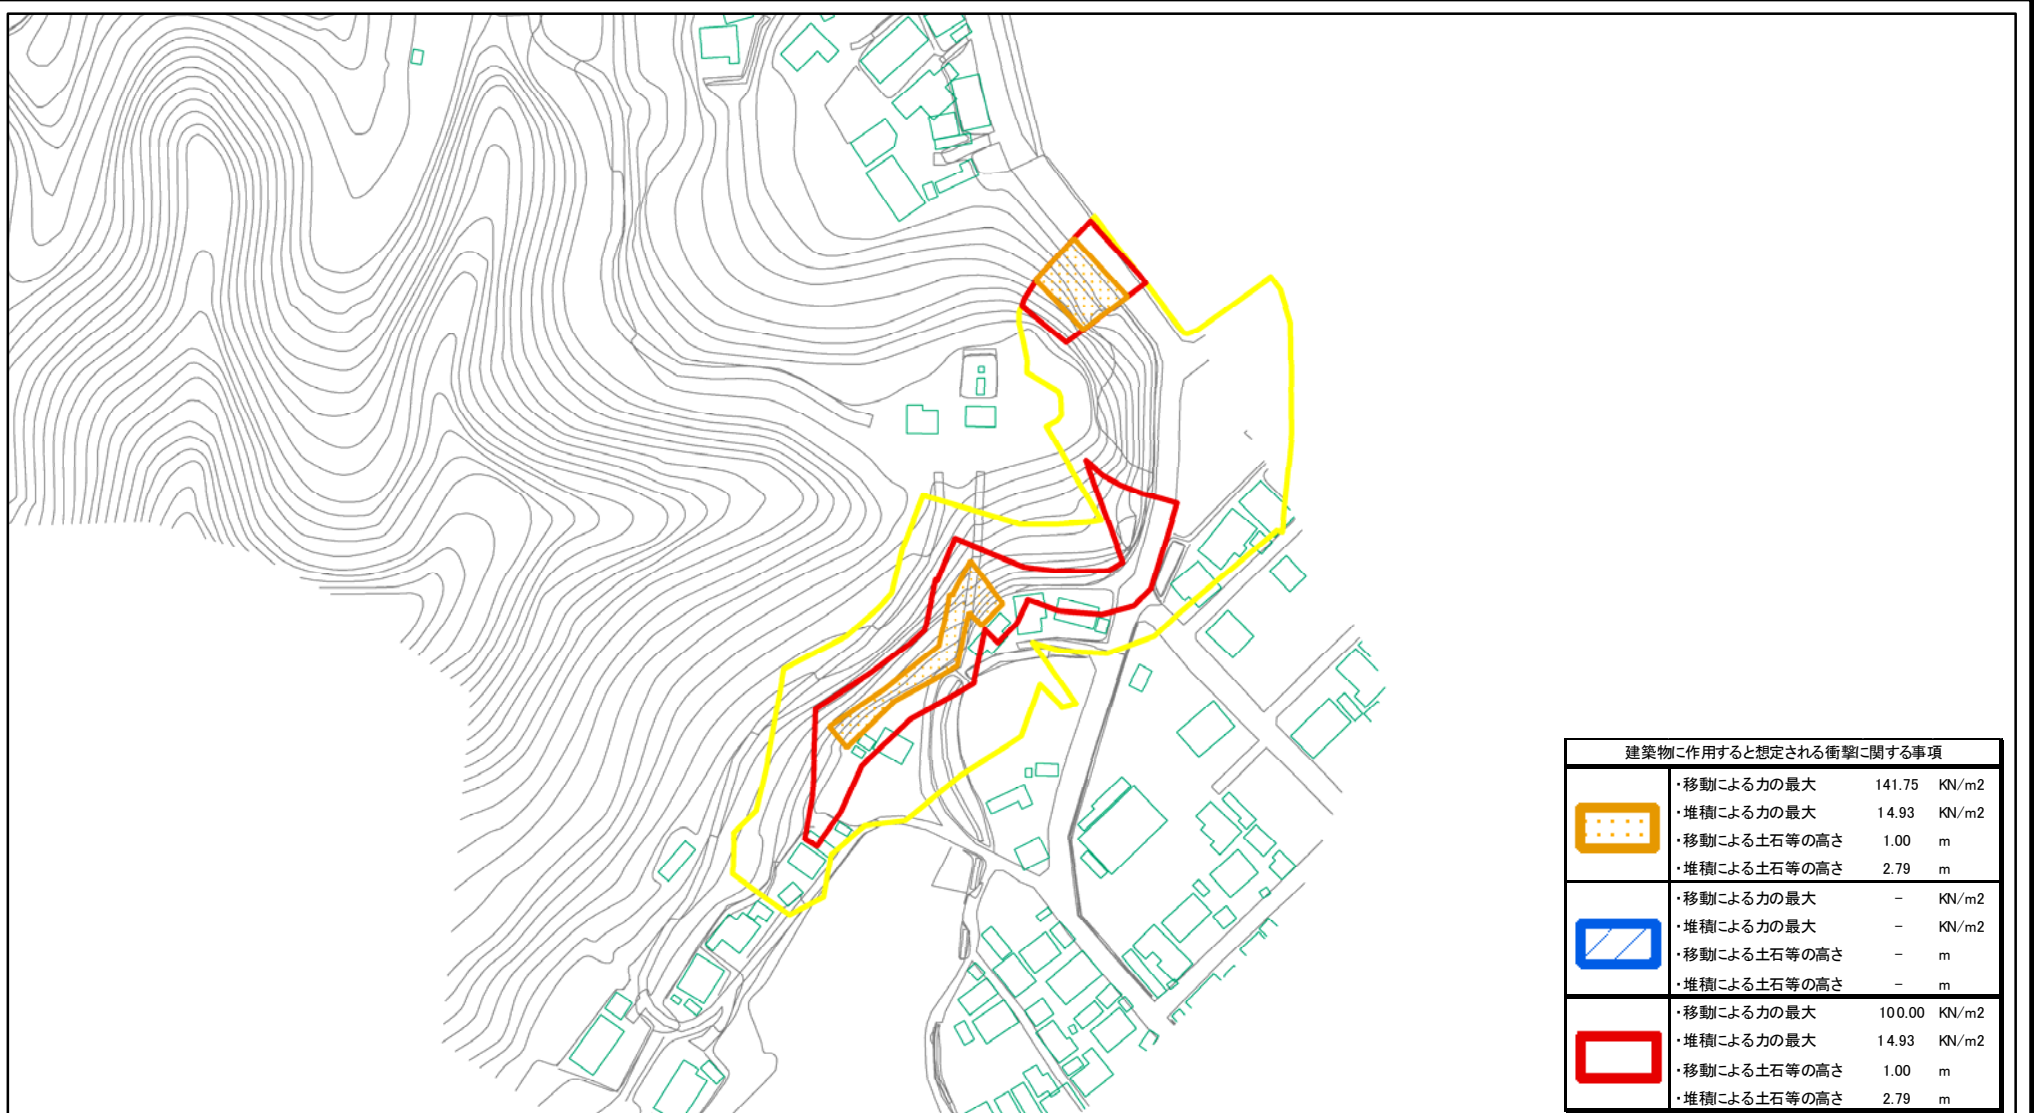 建築物に作用すると想定される衝撃に関する事項
・移動による力の最大 141.75 KN/m2
・堆積による力の最大 14.93 KN/m2
・移動による土石等の高さ 1.00 m
・堆積による土石等の高さ 2.79 m
・移動による力の最大 － KN/m2
・堆積による力の最大 － KN/m2
・移動による土石等の高さ － m
・堆積による土石等の高さ － m
・移動による力の最大 100.00 KN/m2
・堆積による力の最大 14.93 KN/m2
・移動による土石等の高さ 1.00 m
・堆積による土石等の高さ 2.79 m